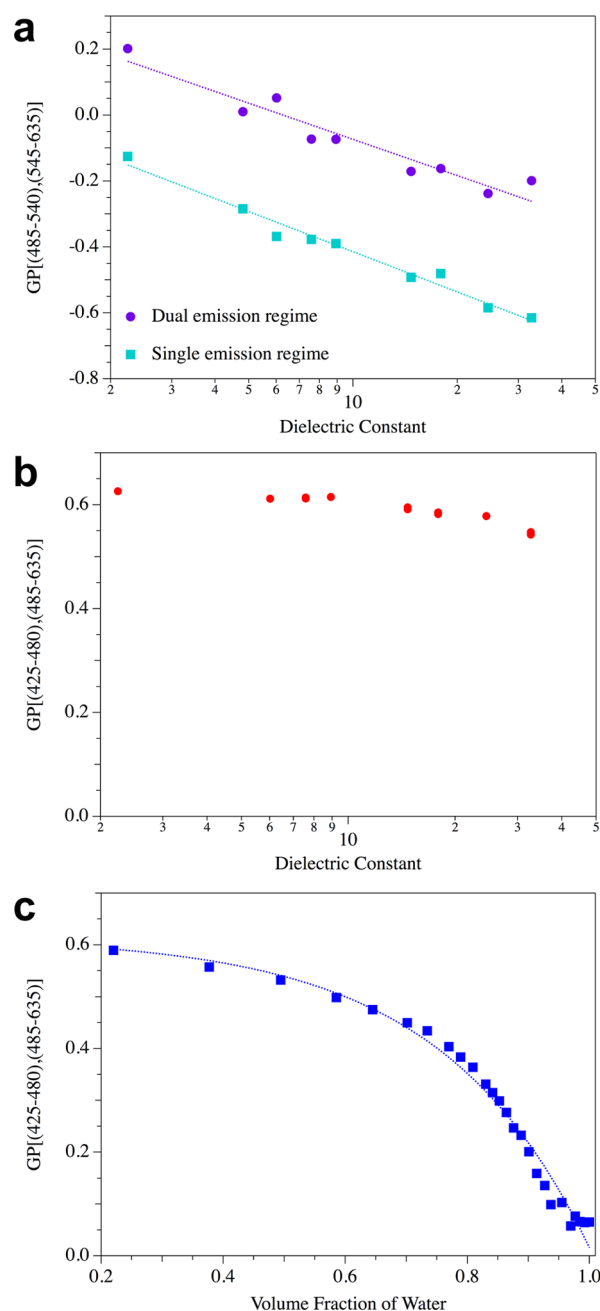 a
GP[(485-540),(545-635)]
0.2
0.0
-0.2
-0.4
-0.6
-0.8
Dual emission regime
Single emission regime
2 3 4 5 6 7 8 9 10 2 3 5
Dielectric Constant
b
GP[(425-480),(485-635)]
0.6
0.4
0.2
0.0
2 3 4 5 6 7 8 9 10 2 3 4 5
Dielectric Constant
c
GP[(425-480),(485-635)]
0.6
0.4
0.2
0.0
0.2 0.4 0.6 0.8 1.0
Volume Fraction of Water